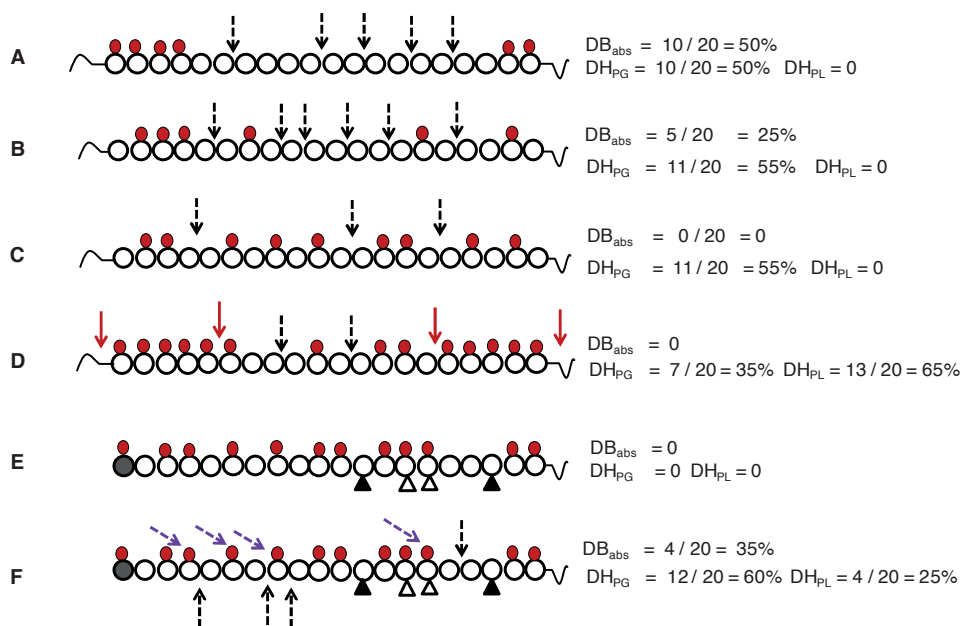 A
DB_abs = 10 / 20 = 50%
DH_PG = 10 / 20 = 50% DH_PL = 0
B
DB_abs = 5 / 20 = 25%
DH_PG = 11 / 20 = 55% DH_PL = 0
C
DB_abs = 0 / 20 = 0
DH_PG = 11 / 20 = 55% DH_PL = 0
D
DB_abs = 0
DH_PG = 7 / 20 = 35% DH_PL = 13 / 20 = 65%
E
DB_abs = 0
DH_PG = 0 DH_PL = 0
F
DB_abs = 4 / 20 = 35%
DH_PG = 12 / 20 = 60% DH_PL = 4 / 20 = 25%